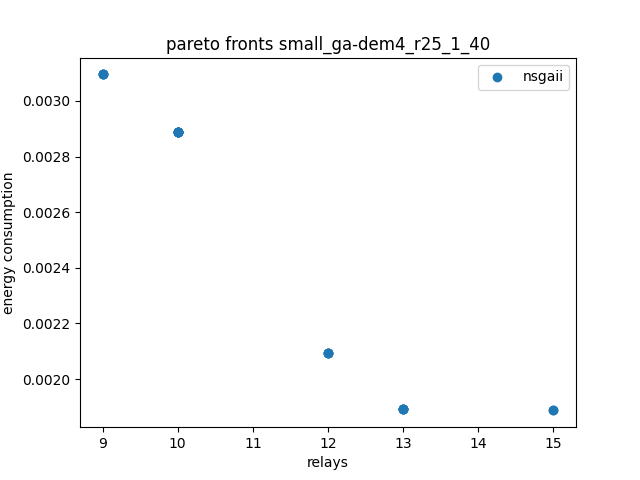 pareto fronts small_ga-dem4_r25_1_40
nsgaii
0.0030
0.0028
0.0026
0.0024
0.0022
0.0020
energy consumption
9 10 11 12 13 14 15
relays